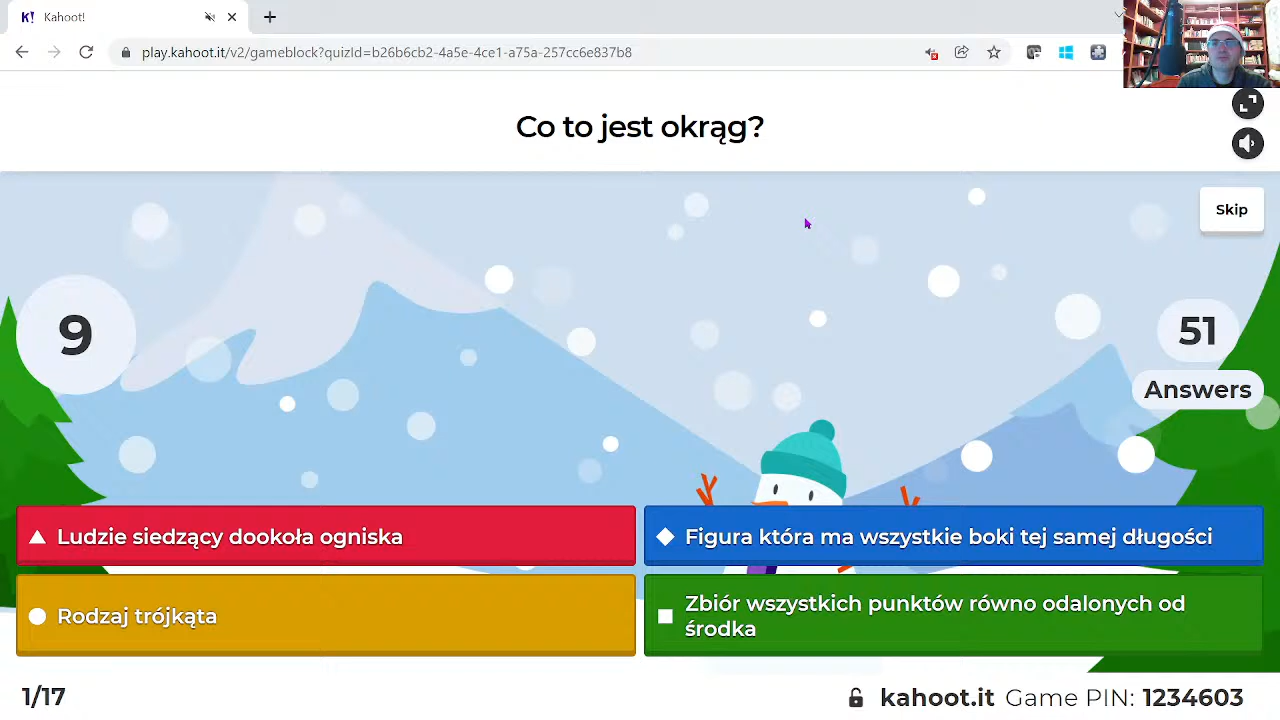 K! Kahoot!
play.kahoot.it/v2/gameblock?quizId=b26b6cb2-4a5e-4ce1-a75a-257cc6e837b8
Co to jest okrąg?
Skip
9
51
Answers
Ludzie siedzący dookoła ogniska
Figura która ma wszystkie boki tej samej długości
Rodzaj trójkąta
Zbiór wszystkich punktów równo odalonych od
środka
1/17
kahoot.it Game PIN: 1234603